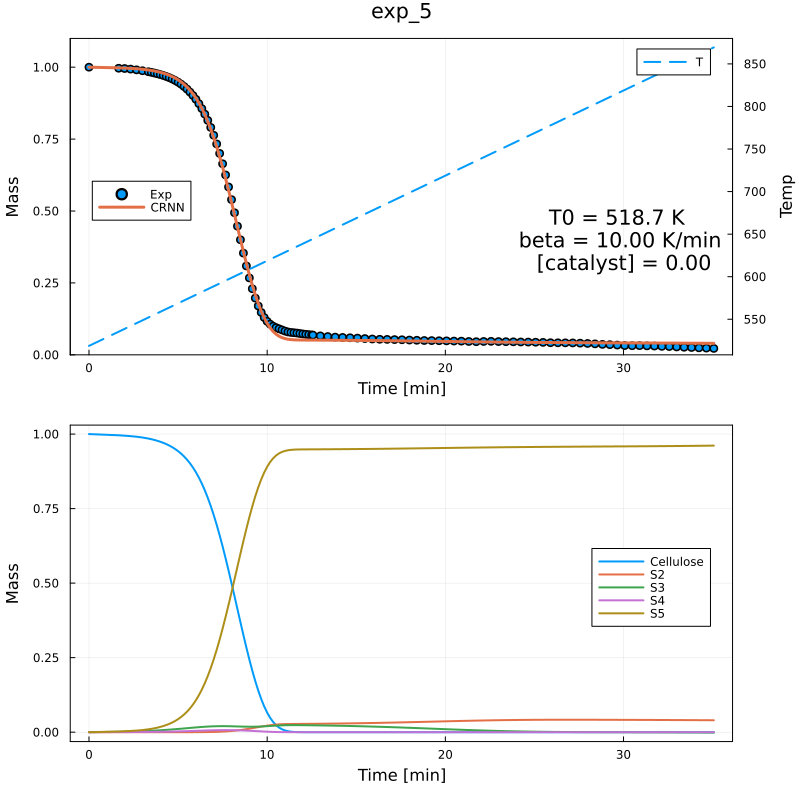 exp_5
1.00
0.75
0.50
0.25
0.00
Mass
T
850
800
750
700
650
600
550
Temp
Exp
CRNN
T0 = 518.7 K
beta = 10.00 K/min
[catalyst] = 0.00
0
10
20
30
Time [min]
1.00
0.75
0.50
0.25
0.00
Mass
Cellulose
S2
S3
S4
S5
0
10
20
30
Time [min]